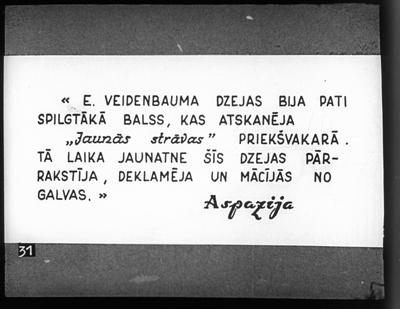 « E. VEIDENBAUMA DZEJAS BIJA PATI
SPILGTĀKĀ BALSS, KAS ATSKANĒJA
„Jaunās strāvas” PRIEKŠVAKARĀ.
TĀ LAIKA JAUNATNE ŠĪS DZEJAS PĀR-
RAKSTĪJA, DEKLAMĒJA UN MĀCĪJĀS NO
GALVAS. »
Aspazija
31